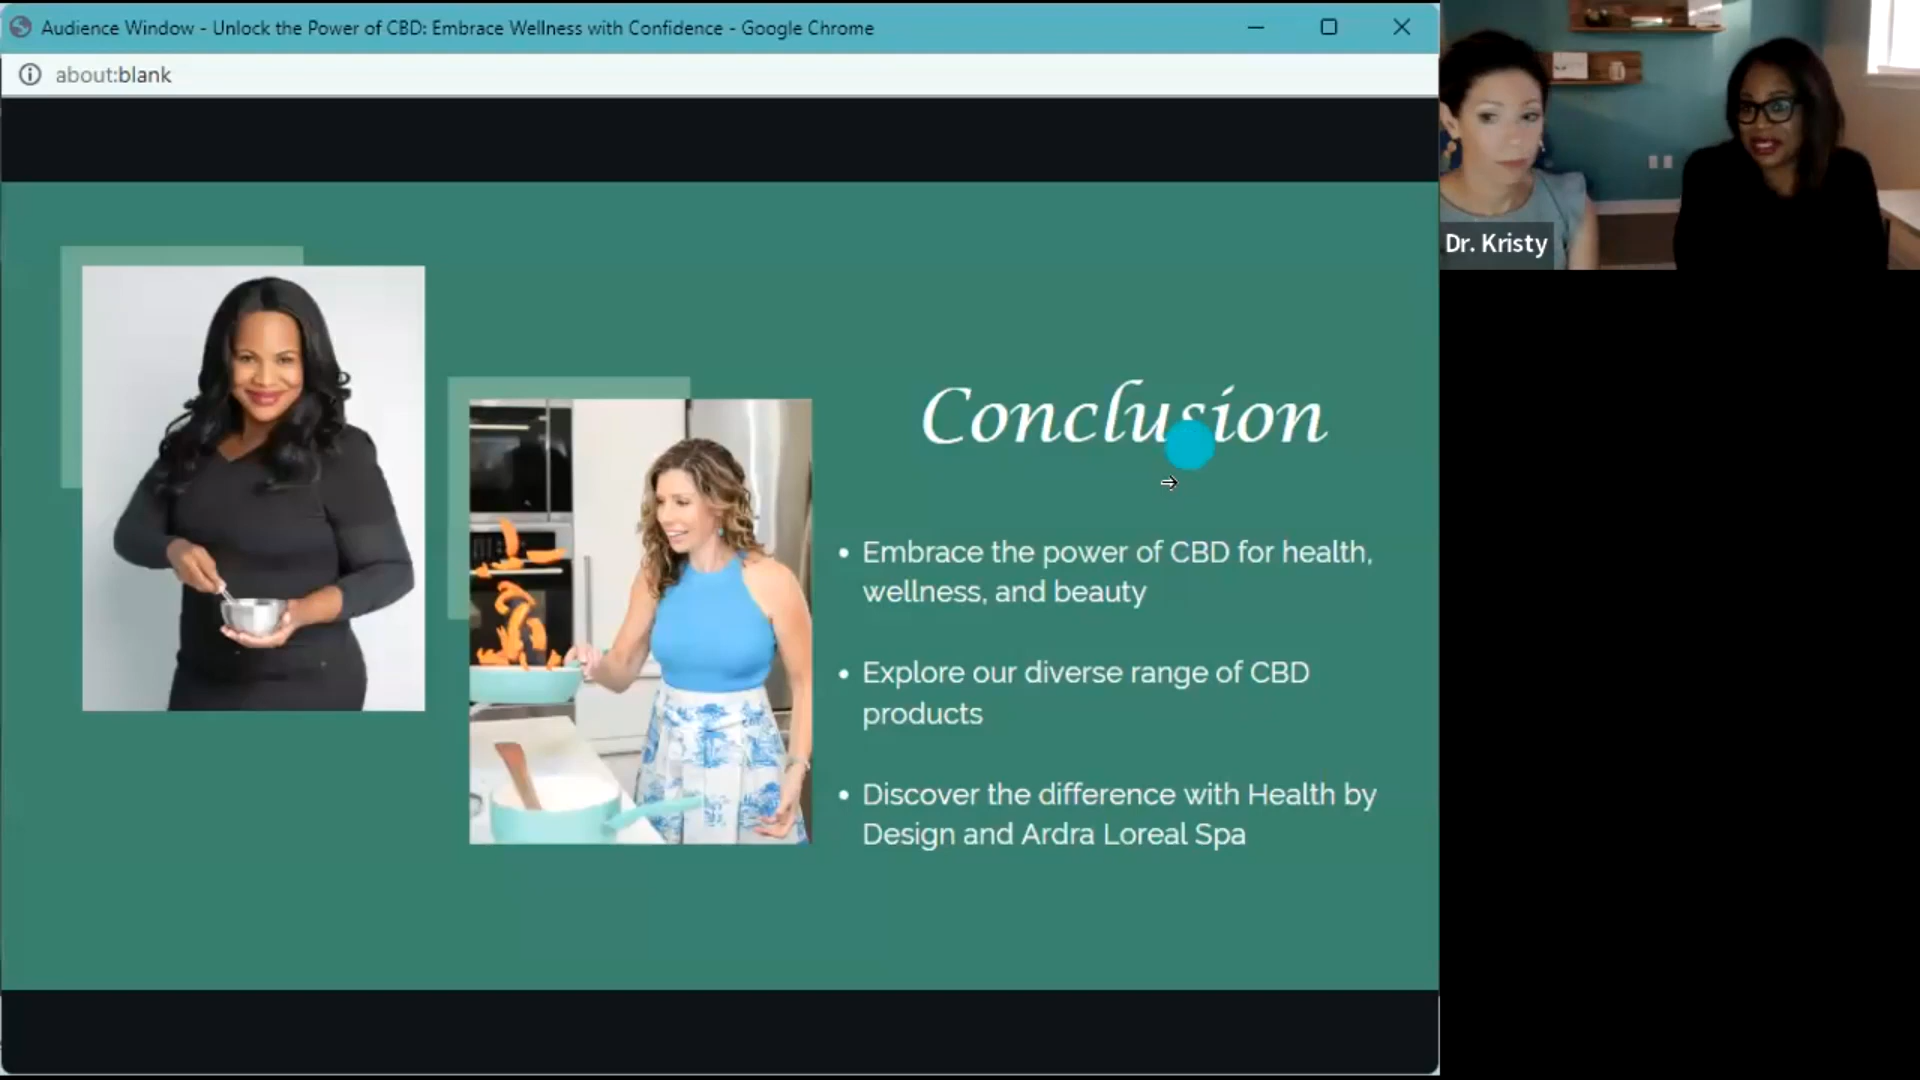 Audience Window - Unlock the Power of CBD: Embrace Wellness with Confidence - Google Chrome
about:blank
Dr. Kristy
Conclusion
• Embrace the power of CBD for health,
wellness, and beauty
• Explore our diverse range of CBD
products
• Discover the difference with Health by
Design and Ardra Loreal Spa